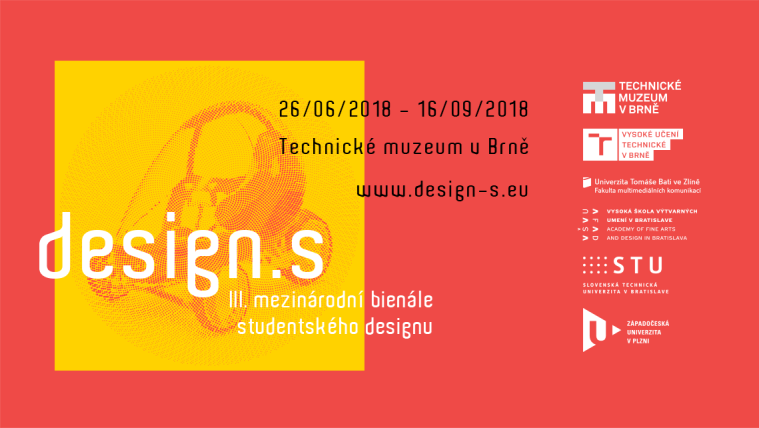 26/06/2018 – 16/09/2018
Technické muzeum v Brně
www.design-s.eu
design.s
III. mezinárodní bienále
studentského designu
TECHNICKÉ
MUZEUM
V BRNĚ
VYSOKÉ UČENÍ
TECHNICKÉ
V BRNĚ
Univerzita Tomáše Bati ve Zlíně
Fakulta multimediálních komunikací
VYSOKÁ ŠKOLA VÝTVARNÝCH
UMENÍ V BRATISLAVE
ACADEMY OF FINE ARTS
AND DESIGN IN BRATISLAVA
STU
SLOVENSKÁ TECHNICKÁ
UNIVERZITA V BRATISLAVE
ZÁPADOČESKÁ
UNIVERZITA
V PLZNI